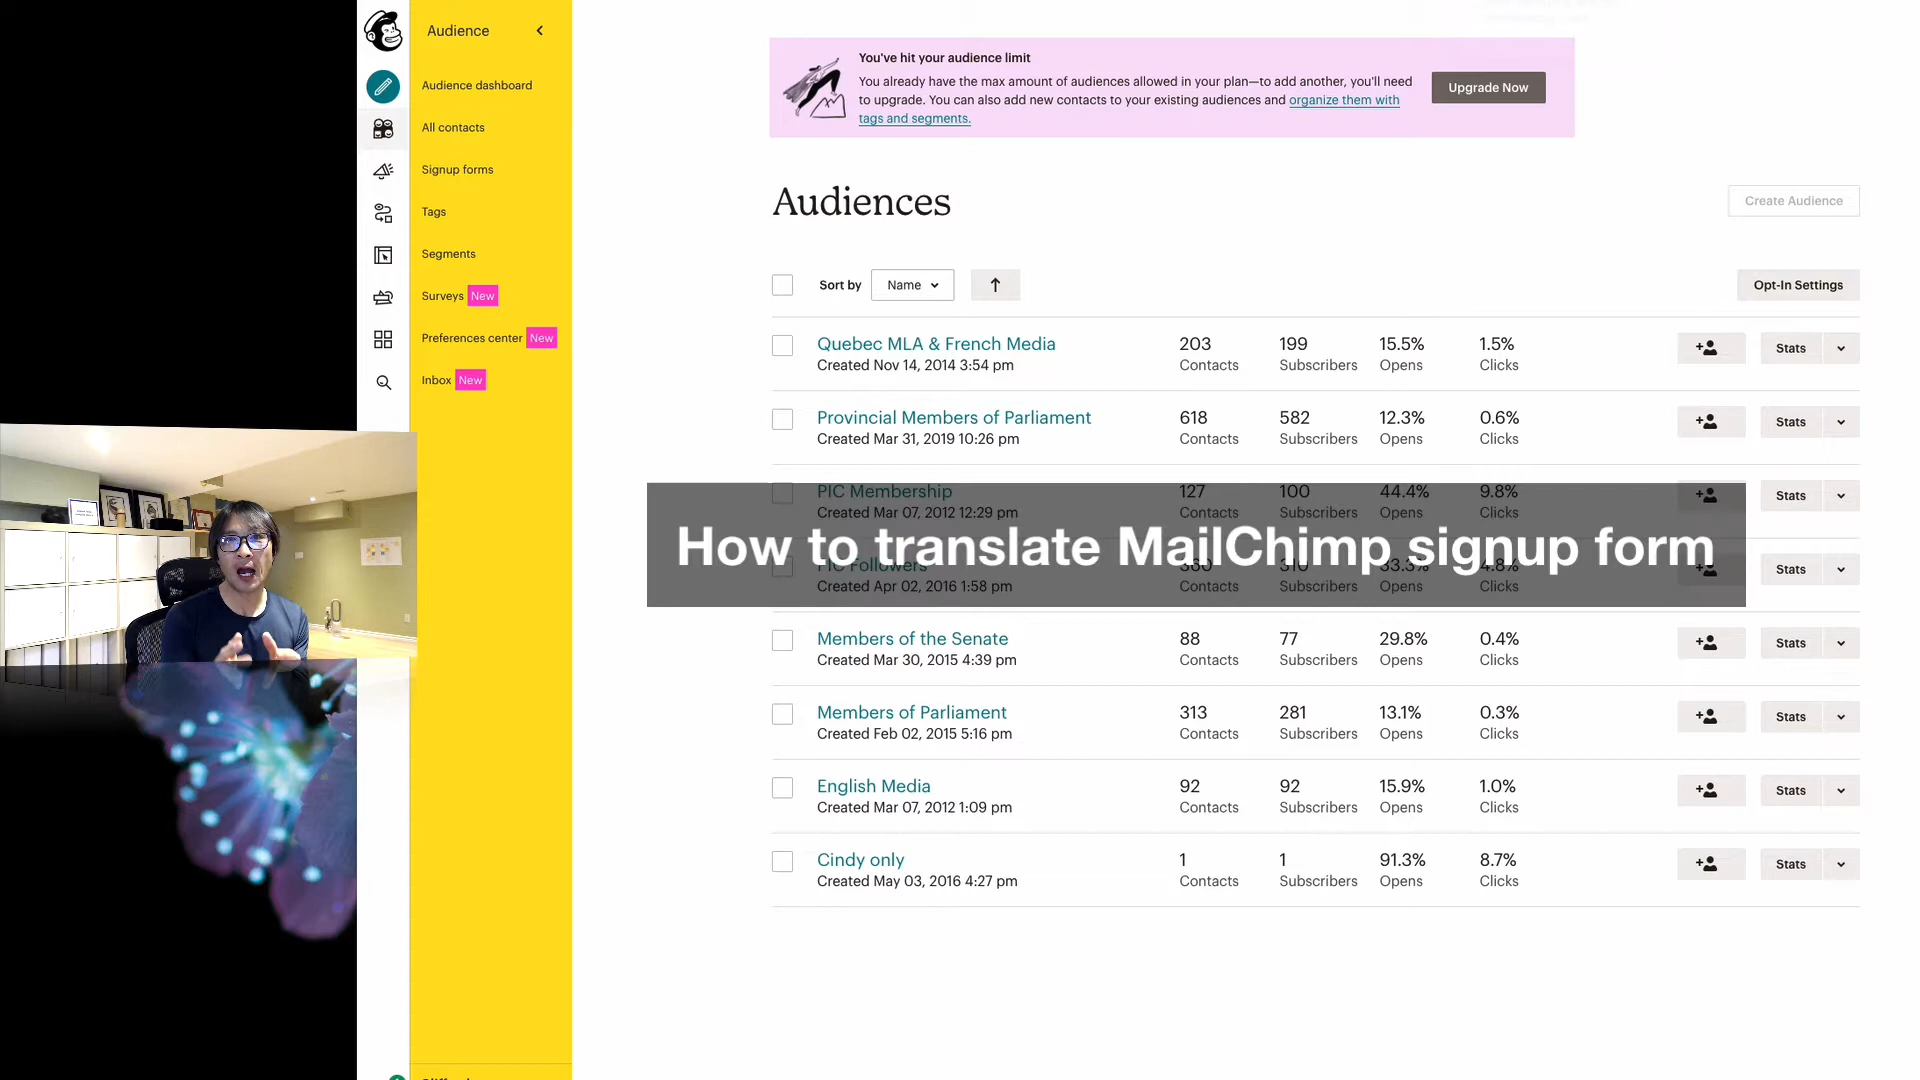 Audience
Audience dashboard
All contacts
Signup forms
Tags
Segments
Surveys New
Preferences center New
Inbox New
You've hit your audience limit
You already have the max amount of audiences allowed in your plan—to add another, you'll need
to upgrade. You can also add new contacts to your existing audiences and organize them with
tags and segments.
Upgrade Now
Audiences
Create Audience
Sort by Name
Opt-In Settings
Quebec MLA & French Media 203 199 15.5% 1.5%
Created Nov 14, 2014 3:54 pm Contacts Subscribers Opens Clicks
Stats
Provincial Members of Parliament 618 582 12.3% 0.6%
Created Mar 31, 2019 10:26 pm Contacts Subscribers Opens Clicks
Stats
PIC Membership 127 100 44.4% 9.8%
Created Mar 07, 2012 12:29 pm Contacts Subscribers Opens Clicks
Stats
How to translate MailChimp signup form
PIC Followers 360 310 33.3% 4.8%
Created Apr 02, 2016 1:58 pm Contacts Subscribers Opens Clicks
Stats
Members of the Senate 88 77 29.8% 0.4%
Created Mar 30, 2015 4:39 pm Contacts Subscribers Opens Clicks
Stats
Members of Parliament 313 281 13.1% 0.3%
Created Feb 02, 2015 5:16 pm Contacts Subscribers Opens Clicks
Stats
English Media 92 92 15.9% 1.0%
Created Mar 07, 2012 1:09 pm Contacts Subscribers Opens Clicks
Stats
Cindy only 1 1 91.3% 8.7%
Created May 03, 2016 4:27 pm Contacts Subscribers Opens Clicks
Stats